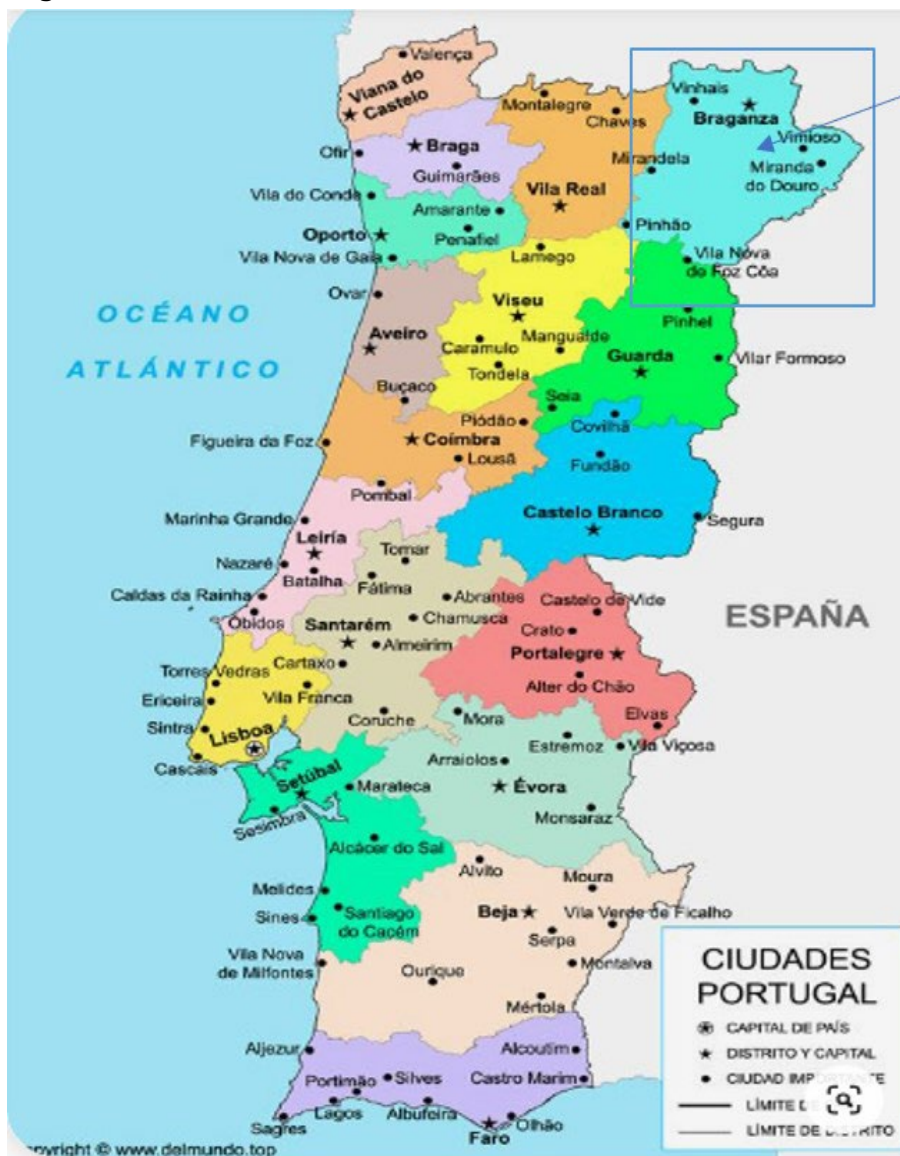 Valença
Viana do
Castelo
Montalegre
Chaves
Vinhais
Braganza
Vimioso
Miranda
do Douro
Mirandela
Ofir
Braga
Guimarães
Vila Real
Vila do Conde
Amarante
Oporto
Penafiel
Pinhão
Vila Nova de Gaia
Lamego
Vila Nova
de Foz Côa
Ovar
OCÉANO
ATLÁNTICO
Viseu
Pinhel
Aveiro
Caramulo
Mangualde
Guarda
Vilar Formoso
Tondela
Buçaco
Seia
Piódão
Covilhã
Figueira da Foz
Coímbra
Lousã
Fundão
Pombal
Marinha Grande
Leiría
Castelo Branco
Segura
Nazaré
Batalha
Tomar
Fátima
Caldas da Rainha
Abrantes
Castelo de Vide
ESPAÑA
Óbidos
Santarém
Chamusca
Crato
Almeirim
Portalegre
Torres Vedras
Cartaxo
Alter do Chão
Ericeira
Vila Franca
Coruche
Mora
Elvas
Sintra
Lisboa
Estremoz
Vila Viçosa
Cascais
Arraiolos
Setúbal
Marateca
Évora
Sesimbra
Monsaraz
Alcácer do Sal
Alvito
Moura
Melides
Beja
Vila Verde de Ficalho
Sines
Santiago
do Cacém
Serpa
Vila Nova
de Milfontes
Ourique
Montalva
Mértola
Aljezur
Alcoutim
Portimão
Silves
Castro Marim
Sagres
Lagos
Albufeira
Faro
Olhão
CIUDADES
PORTUGAL
CAPITAL DE PAÍS
DISTRITO Y CAPITAL
CIUDAD IMPORTANTE
LÍMITE DE
LÍMITE DE DISTRITO
© www.delmundo.top